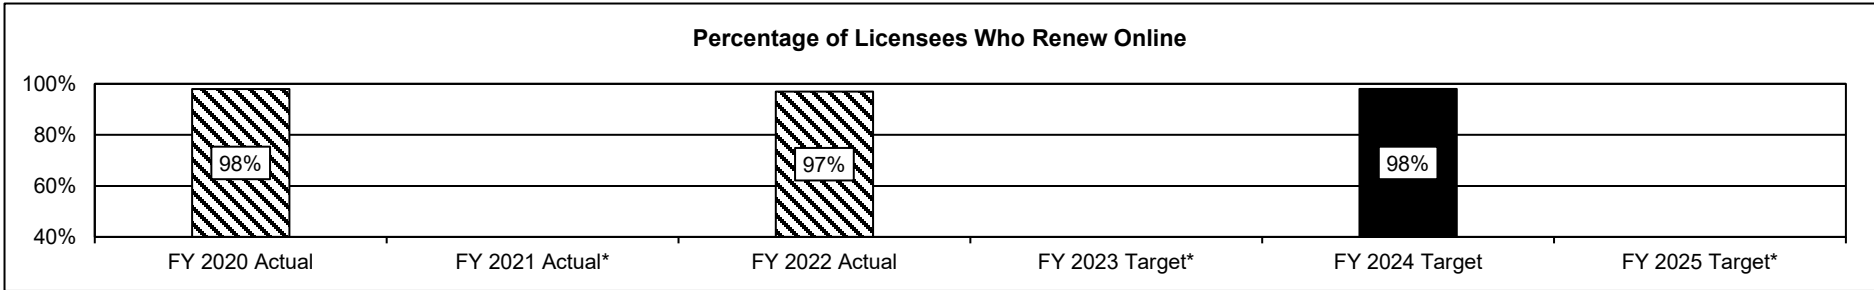 Percentage of Licensees Who Renew Online
100%
80%
60%
40%
98%
97%
98%
FY 2020 Actual
FY 2021 Actual*
FY 2022 Actual
FY 2023 Target*
FY 2024 Target
FY 2025 Target*